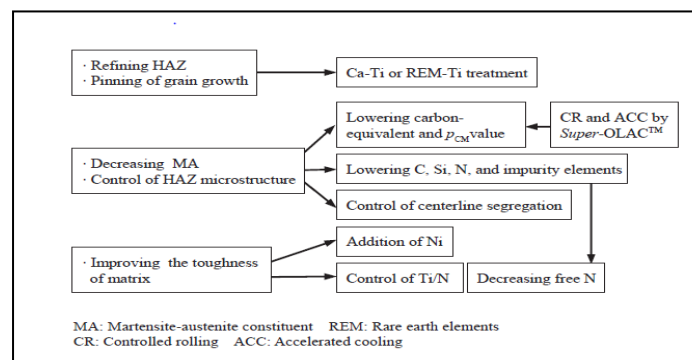 · Refining HAZ
· Pinning of grain growth
Ca-Ti or REM-Ti treatment
Lowering carbon-
equivalent and pCM value
CR and ACC by
Super-OLAC™
· Decreasing MA
· Control of HAZ microstructure
Lowering C, Si, N, and impurity elements
Control of centerline segregation
Addition of Ni
· Improving the toughness
of matrix
Control of Ti/N
Decreasing free N
MA: Martensite-austenite constituent REM: Rare earth elements
CR: Controlled rolling ACC: Accelerated cooling